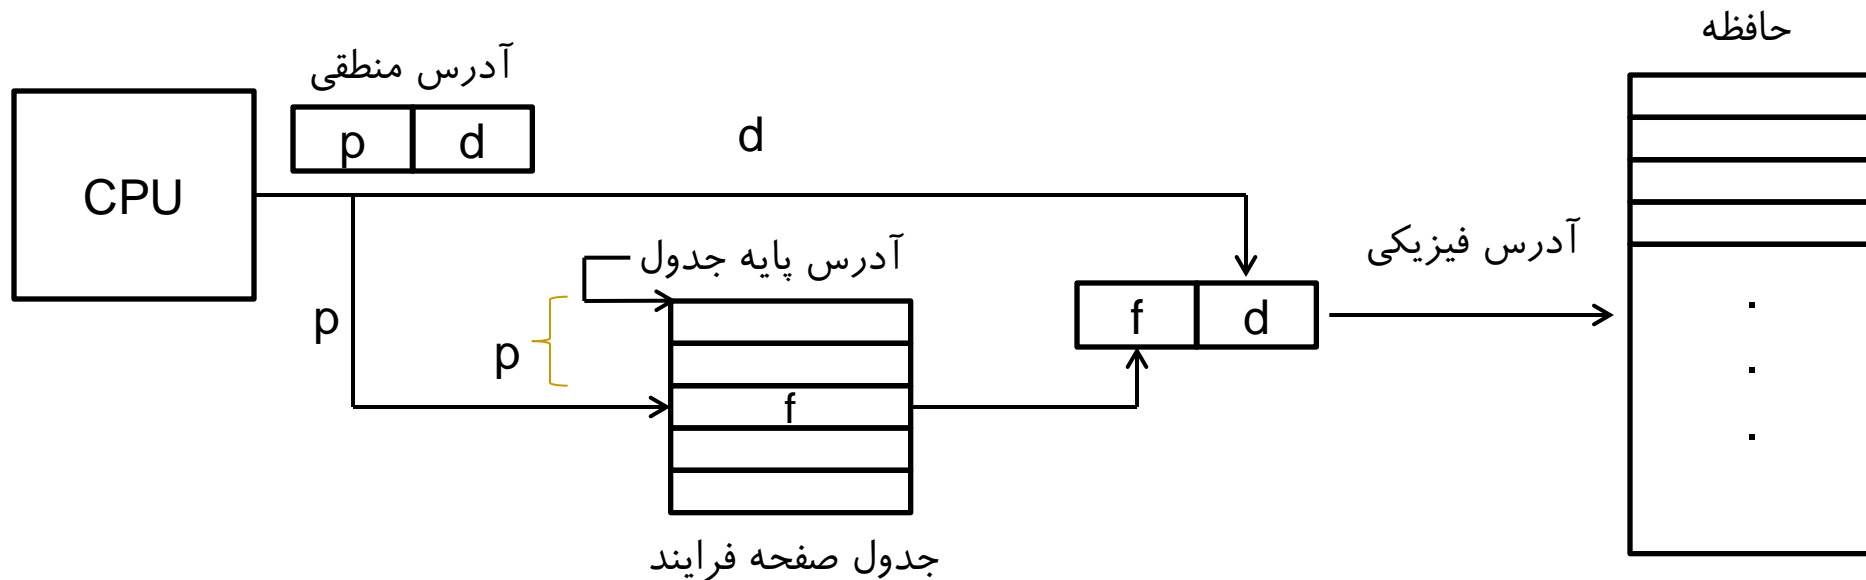 حافظه
آدرس منطقی
p d
d
CPU
آدرس فیزیکی
آدرس پایه جدول
f d
p
p
f
جدول صفحه فرایند